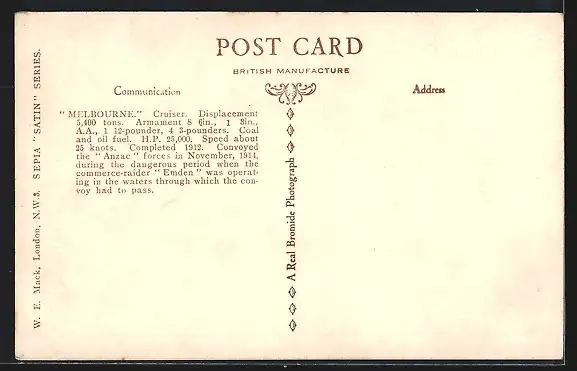 POST CARD
BRITISH MANUFACTURE
Communication
Address
"MELBOURNE." Cruiser. Displacement
5,400 tons. Armament 8 6in., 1 3in.,
A.A., 1 12-pounder, 4 3-pounders. Coal
and oil fuel. H.P. 25,000. Speed about
25 knots. Completed 1912. Convoyed
the "Anzac" forces in November, 1914,
during the dangerous period when the
commerce-raider "Emden" was operat-
ing in the waters through which the con-
voy had to pass.
A Real Bromide Photograph
W. E. Mack, London, N.W.3. SEPIA "SATIN" SERIES.